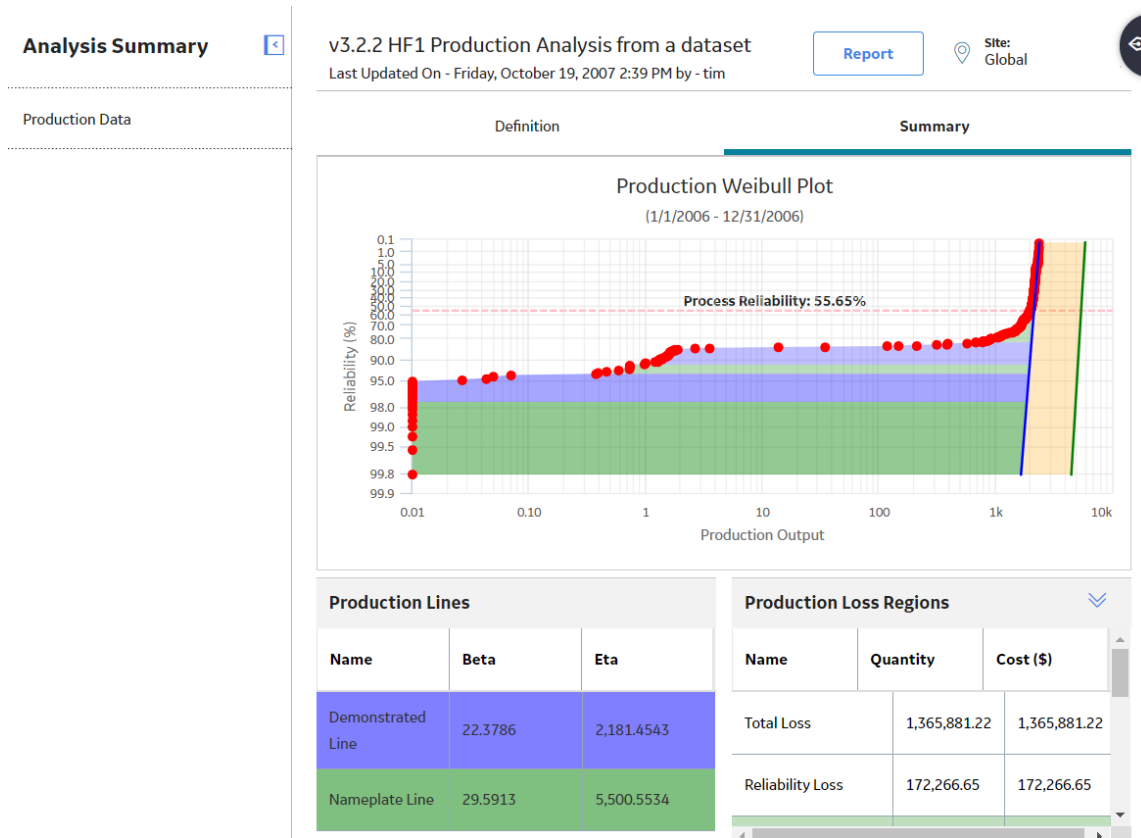 Analysis Summary
Production Data
v3.2.2 HF1 Production Analysis from a dataset
Last Updated On - Friday, October 19, 2007 2:39 PM by - tim
Report
Site:
Global
Definition
Summary
Production Weibull Plot
(1/1/2006 - 12/31/2006)
Reliability (%)
0.1
1.0
5.0
10.0
20.0
30.0
40.0
50.0
60.0
70.0
80.0
90.0
95.0
98.0
99.0
99.5
99.8
99.9
Process Reliability: 55.65%
0.01 0.10 1 10 100 1k 10k
Production Output
Production Lines
Name Beta Eta
Demonstrated
Line
22.3786 2,181.4543
Nameplate Line 29.5913 5,500.5534
Production Loss Regions
Name Quantity Cost ($)
Total Loss 1,365,881.22 1,365,881.22
Reliability Loss 172,266.65 172,266.65